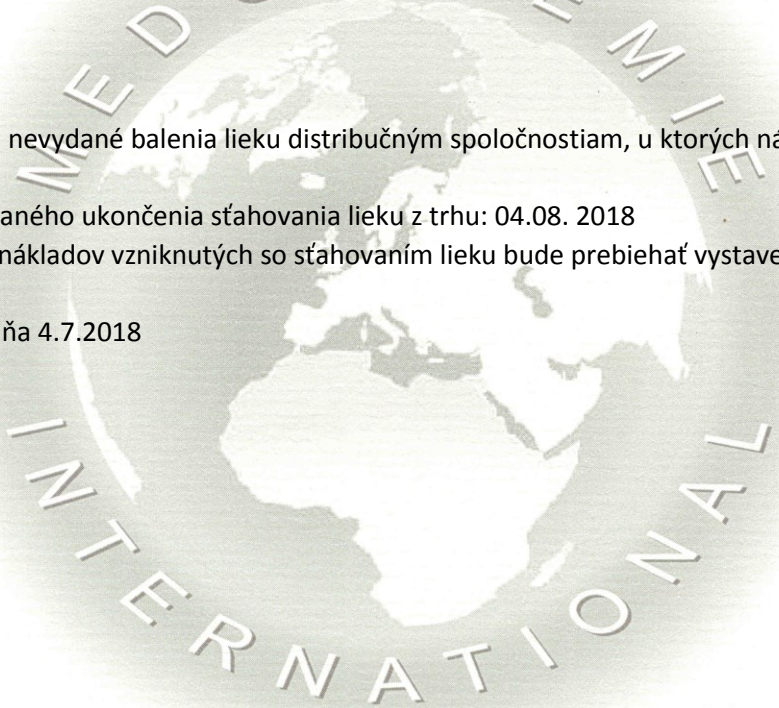 nevydané balenia lieku distribučným spoločnostiam, u ktorých ná
aného ukončenia sťahovania lieku z trhu: 04.08. 2018
nákladov vzniknutých so sťahovaním lieku bude prebiehať vystave
ňa 4.7.2018
INTERNATIONAL